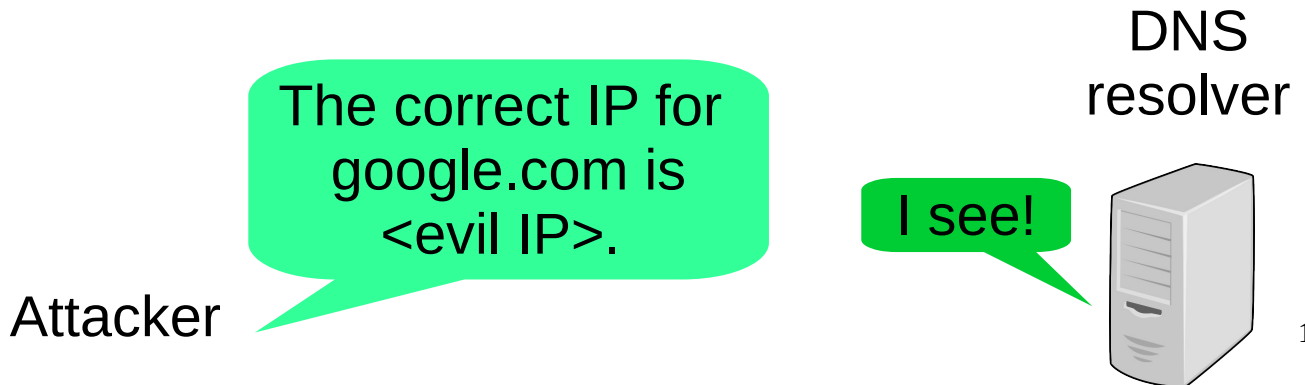 DNS
resolver
The correct IP for
google.com is
<evil IP>.
I see!
Attacker
1